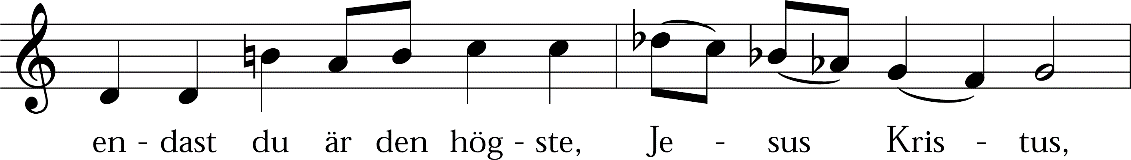 en - dast du är den hög - ste, Je - sus Kris - tus,